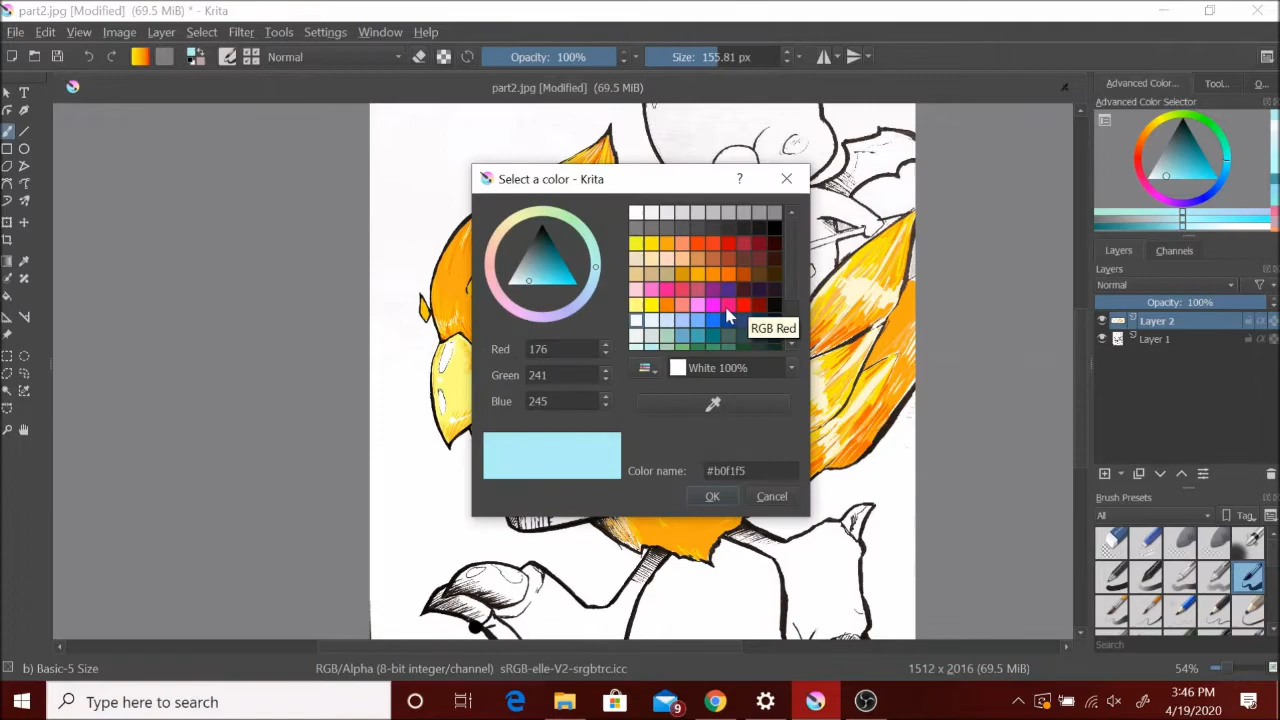 part2.jpg [Modified] (69.5 MiB) * - Krita
File Edit View Image Layer Select Filter Tools Settings Window Help
Normal
Opacity: 100%
Size: 155.81 px
part2.jpg [Modified] (69.5 MiB)
Advanced Color...
Tool...
O...
Advanced Color Selector
Select a color - Krita
?
RGB Red
Red 176
Green 241
Blue 245
White 100%
Color name: #b0f1f5
OK
Cancel
Layers
Channels
Layers
Normal
Opacity: 100%
Layer 2
Layer 1
Brush Presets
All
Tag
Search
b) Basic-5 Size
RGB/Alpha (8-bit integer/channel) sRGB-elle-V2-srgbtrc.icc
1512 x 2016 (69.5 MiB)
54%
Type here to search
9
3:46 PM
4/19/2020